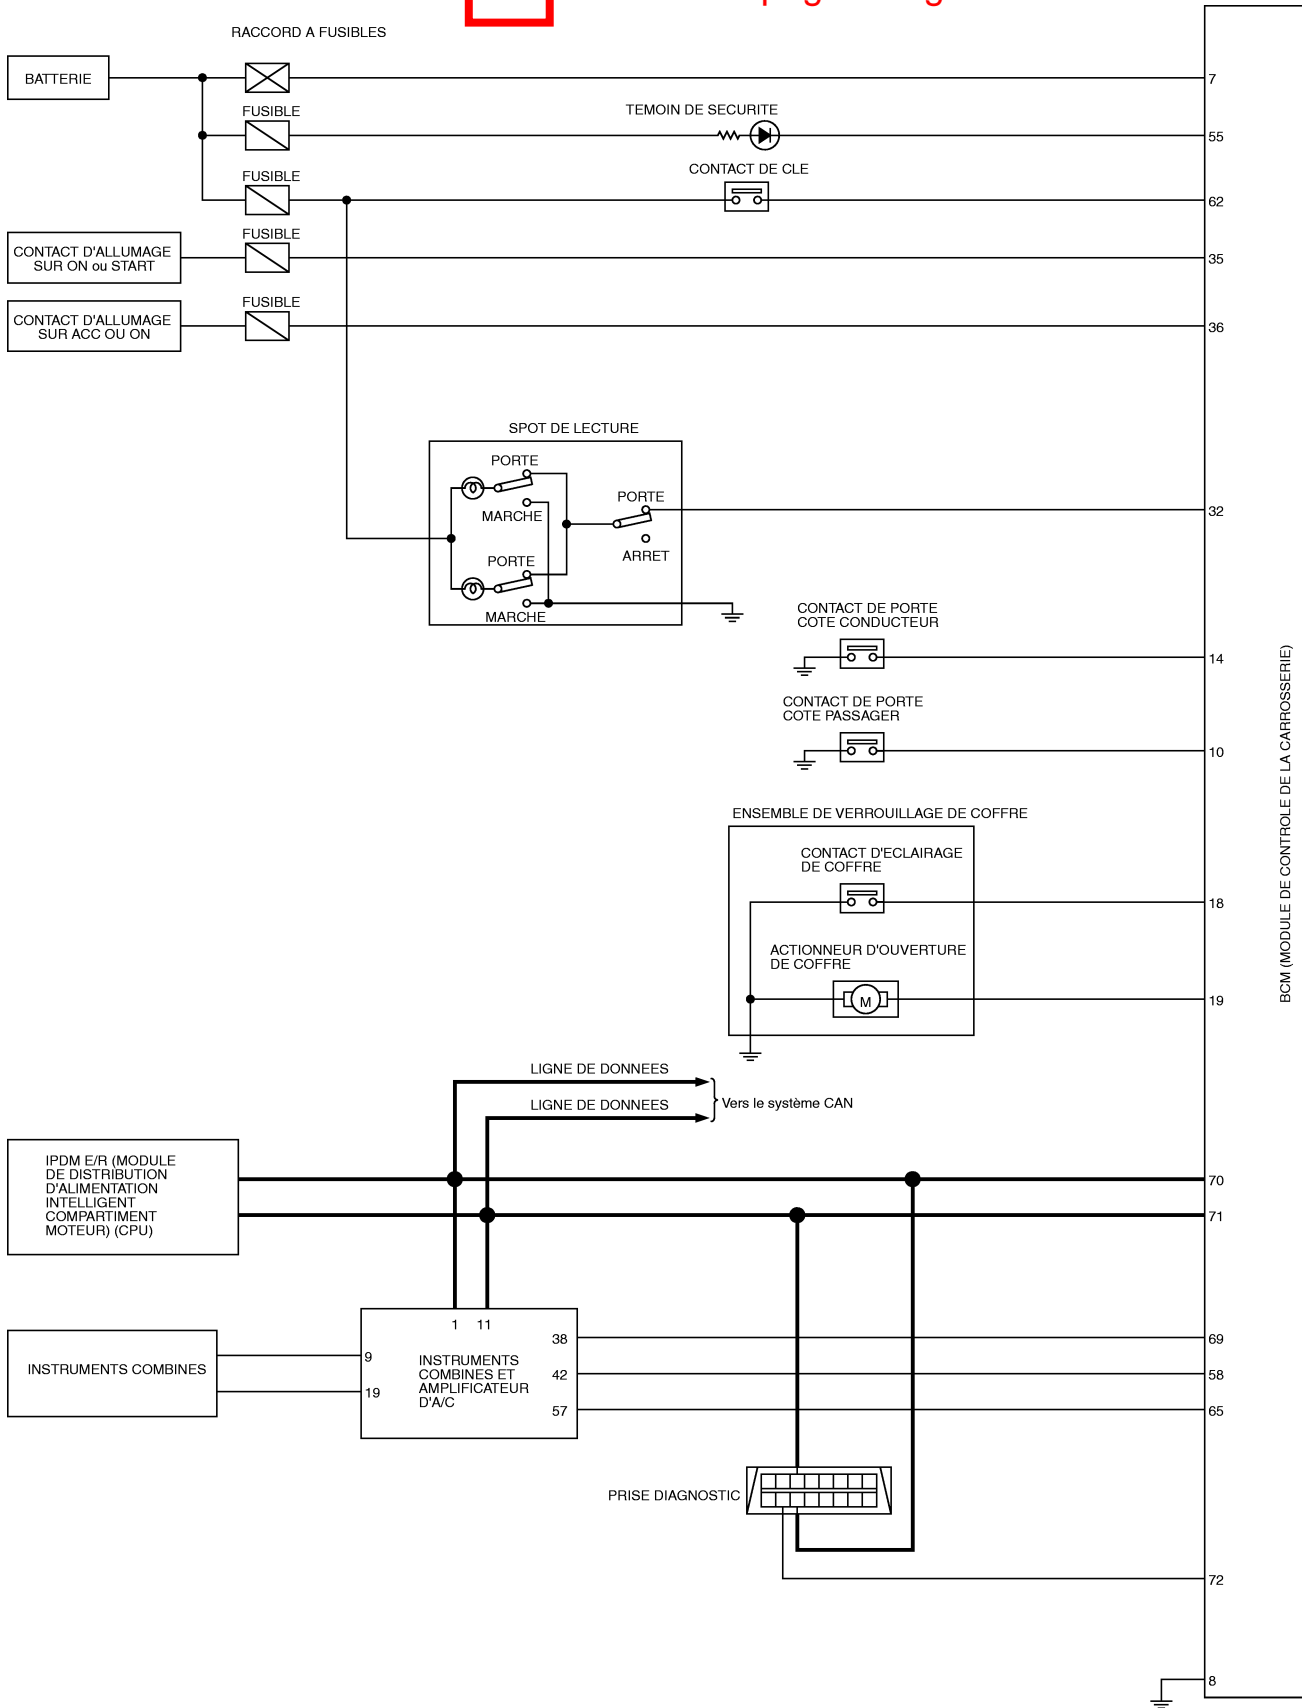 RACCORD A FUSIBLES
BATTERIE
7
FUSIBLE
TEMOIN DE SECURITE
55
FUSIBLE
CONTACT DE CLE
62
FUSIBLE
CONTACT D'ALLUMAGE
SUR ON ou START
35
FUSIBLE
CONTACT D'ALLUMAGE
SUR ACC OU ON
36
SPOT DE LECTURE
PORTE
MARCHE
PORTE
ARRET
32
PORTE
MARCHE
CONTACT DE PORTE
COTE CONDUCTEUR
14
CONTACT DE PORTE
COTE PASSAGER
10
BCM (MODULE DE CONTROLE DE LA CARROSSERIE)
ENSEMBLE DE VERROUILLAGE DE COFFRE
CONTACT D'ECLAIRAGE
DE COFFRE
18
ACTIONNEUR D'OUVERTURE
DE COFFRE
M
19
LIGNE DE DONNEES
LIGNE DE DONNEES
Vers le système CAN
IPDM E/R (MODULE
DE DISTRIBUTION
D'ALIMENTATION
INTELLIGENT
COMPARTIMENT
MOTEUR) (CPU)
70
71
1 11
38
69
INSTRUMENTS COMBINES
9
19
INSTRUMENTS
COMBINES ET
AMPLIFICATEUR
D'A/C
42
58
57
65
PRISE DIAGNOSTIC
72
8